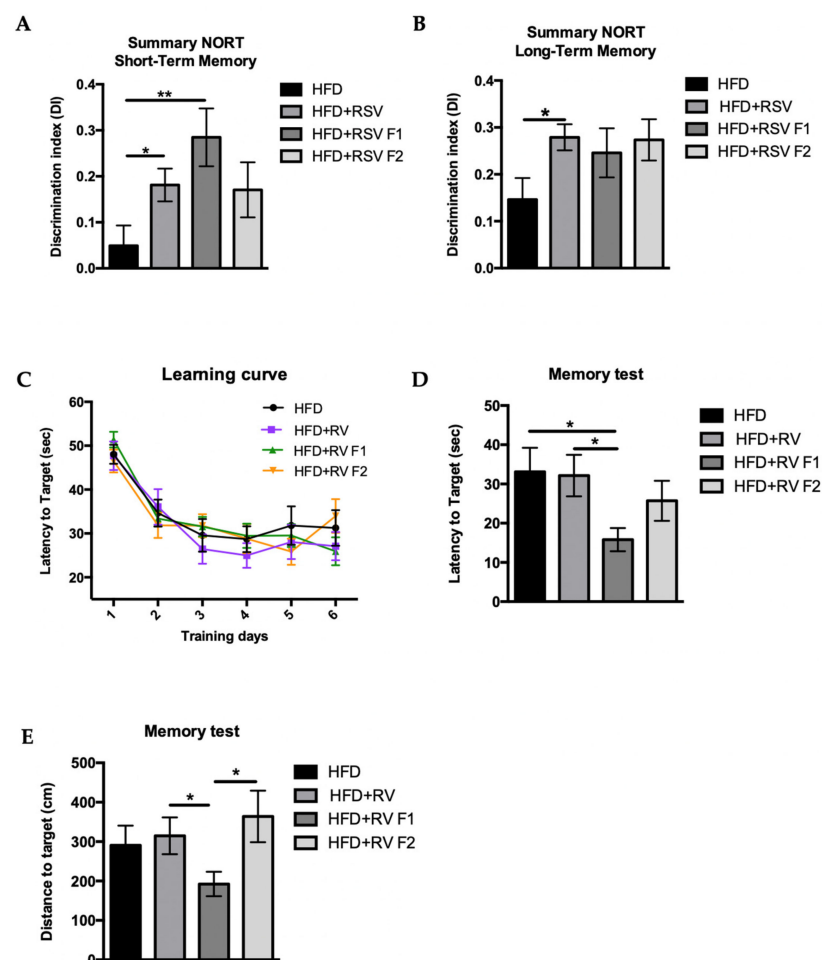 A
Summary NORT
Short-Term Memory
Discrimination index (DI)
0.4
0.3
0.2
0.1
0.0
**
*
HFD
HFD+RSV
HFD+RSV F1
HFD+RSV F2
B
Summary NORT
Long-Term Memory
Discrimination index (DI)
0.4
0.3
0.2
0.1
0.0
*
HFD
HFD+RSV
HFD+RSV F1
HFD+RSV F2
C
Learning curve
Latency to Target (sec)
60
50
40
30
20
1 2 3 4 5 6
Training days
HFD
HFD+RV
HFD+RV F1
HFD+RV F2
D
Memory test
Latency to Target (sec)
50
40
30
20
10
0
*
*
HFD
HFD+RV
HFD+RV F1
HFD+RV F2
E
Memory test
Distance to target (cm)
500
400
300
200
100
0
*
*
HFD
HFD+RV
HFD+RV F1
HFD+RV F2